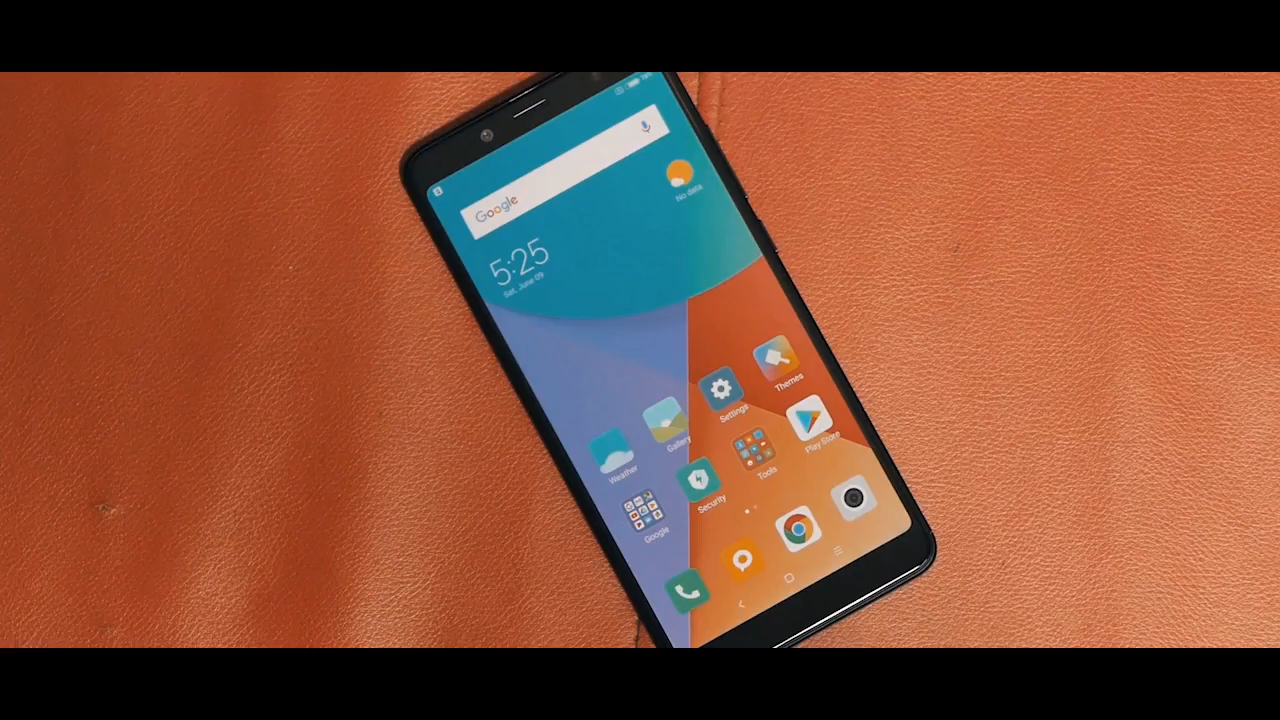 Google
No data
5:25
Sat, June 09
Weather
Gallery
Settings
Themes
Google
Security
Tools
Play Store